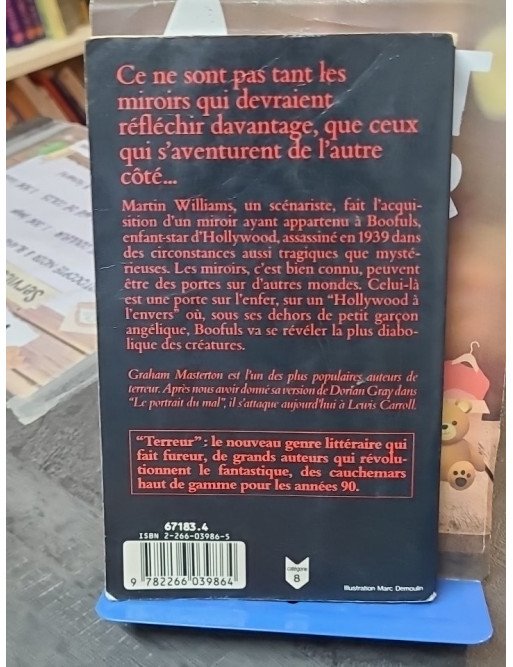 Ce ne sont pas tant les
miroirs qui devraient
réfléchir davantage, que ceux
qui s'aventurent de l'autre
côté...
Martin Williams, un scénariste, fait l'acqui-
sition d'un miroir ayant appartenu à Boofuls,
enfant-star d'Hollywood, assassiné en 1939 dans
des circonstances aussi tragiques que mysté-
rieuses. Les miroirs, c'est bien connu, peuvent
être des portes sur d'autres mondes. Celui-là
est une porte sur l'enfer, sur un "Hollywood à
l'envers" où, sous ses dehors de petit garçon
angélique, Boofuls va se révéler la plus diabo-
lique des créatures.
Graham Masterton est l'un des plus populaires auteurs de
terreur. Après nous avoir donné sa version de Dorian Gray dans
"Le portrait du mal", il s'attaque aujourd'hui à Lewis Carroll.
"Terreur" : le nouveau genre littéraire qui
fait fureur, de grands auteurs qui révolu-
tionnent le fantastique, des cauchemars
haut de gamme pour les années 90.
67183.4
ISBN 2-266-03986-5
9 782266 039864
catégorie
8
Illustration Marc Demoulin